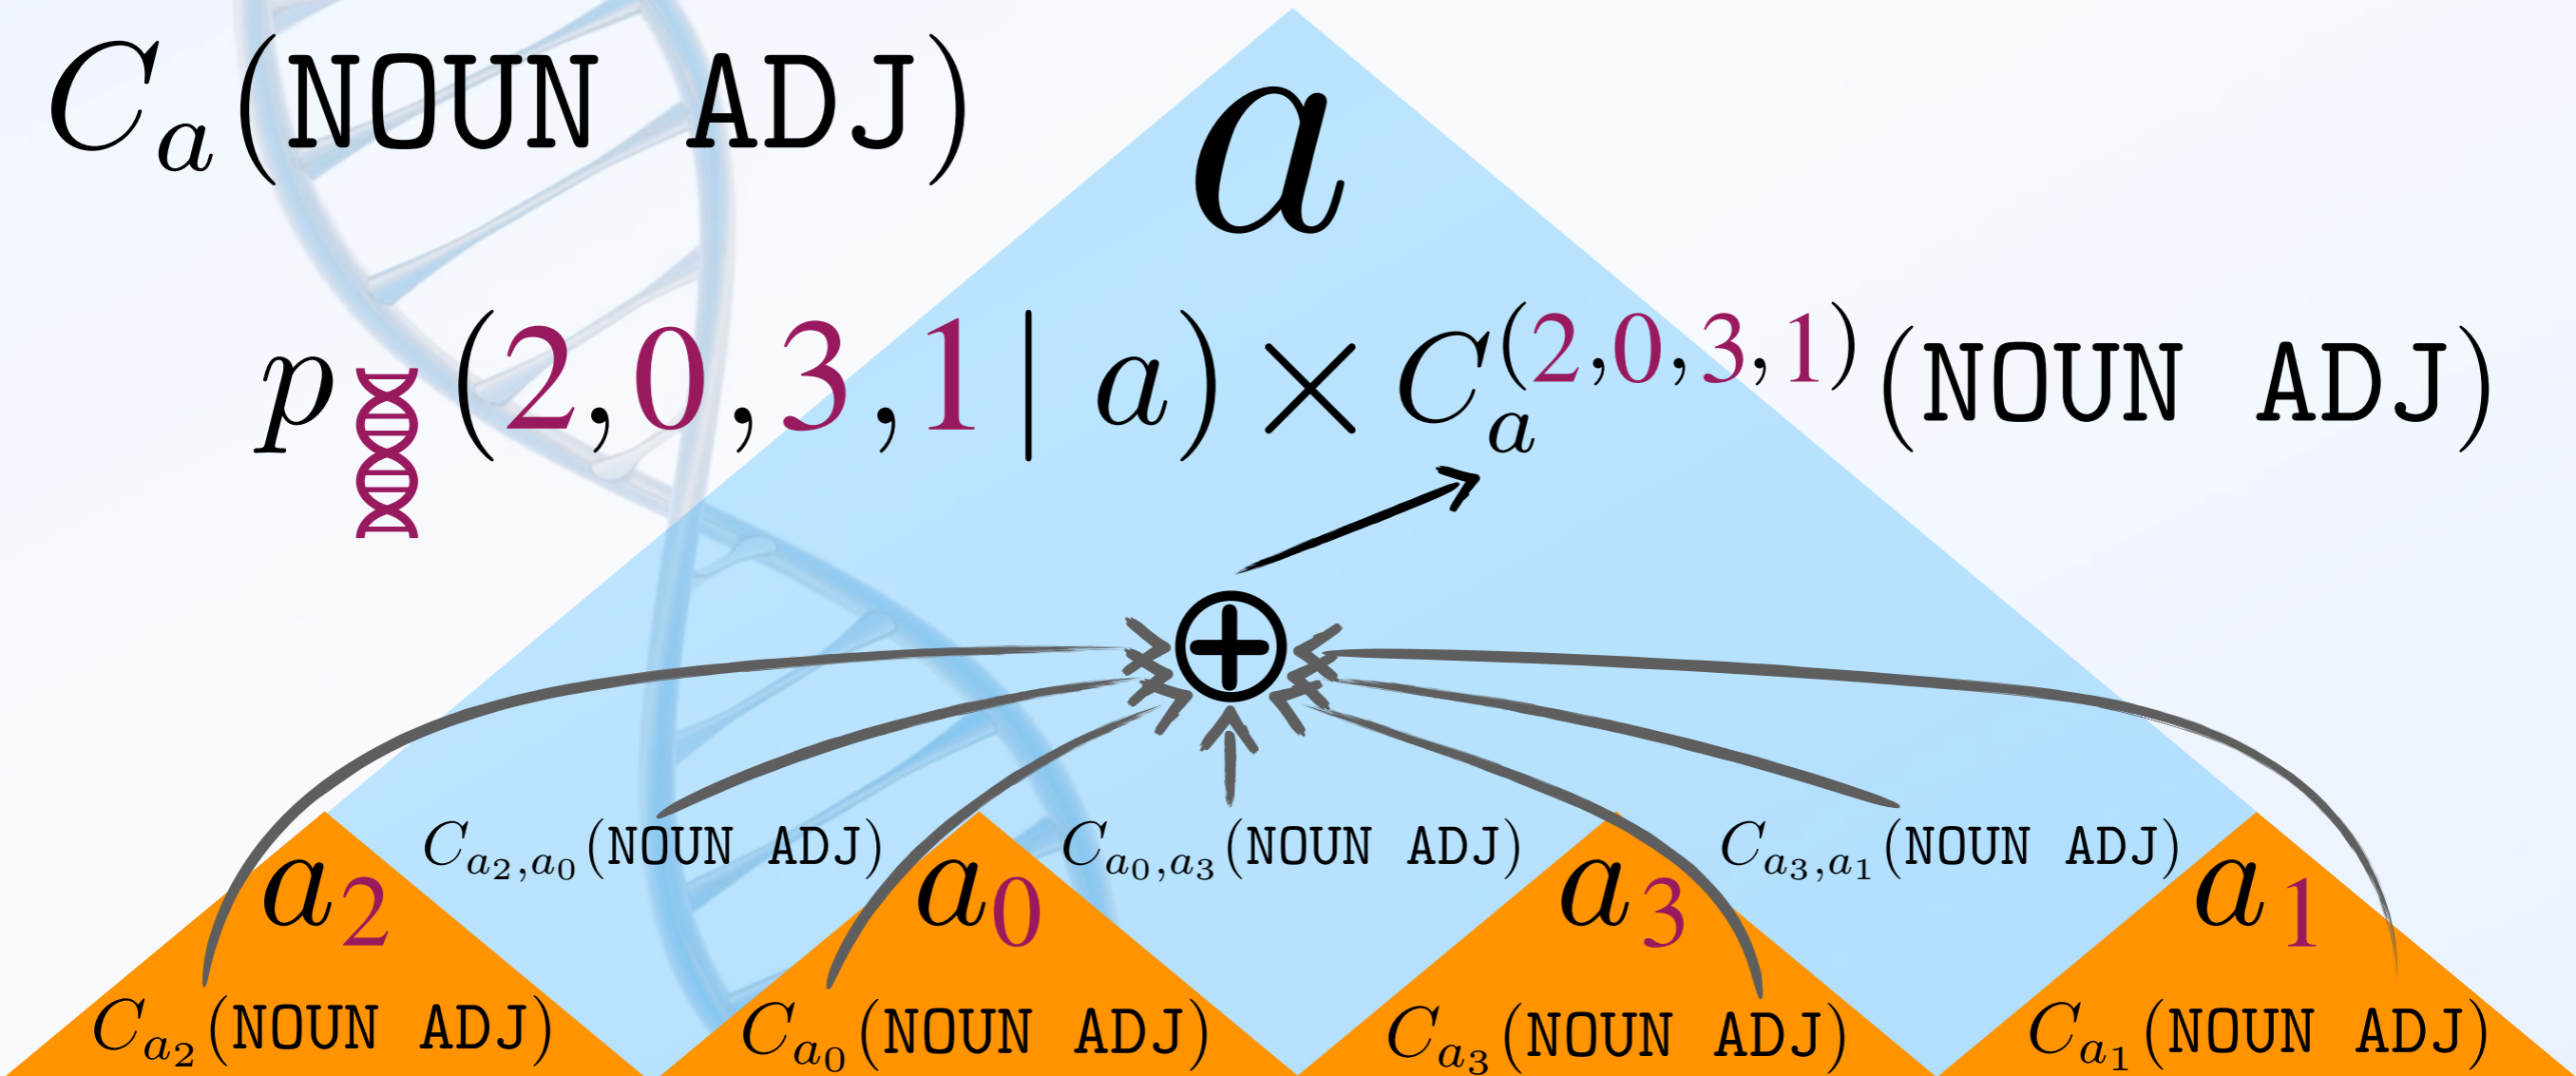 C_a(NOUN ADJ)
a
p (2,0,3,1 | a) × C_a^(2,0,3,1) (NOUN ADJ)
⊕
C_{a_2,a_0}(NOUN ADJ) C_{a_0,a_3}(NOUN ADJ) C_{a_3,a_1}(NOUN ADJ)
a_2 a_0 a_3 a_1
C_{a_2}(NOUN ADJ) C_{a_0}(NOUN ADJ) C_{a_3}(NOUN ADJ) C_{a_1}(NOUN ADJ)